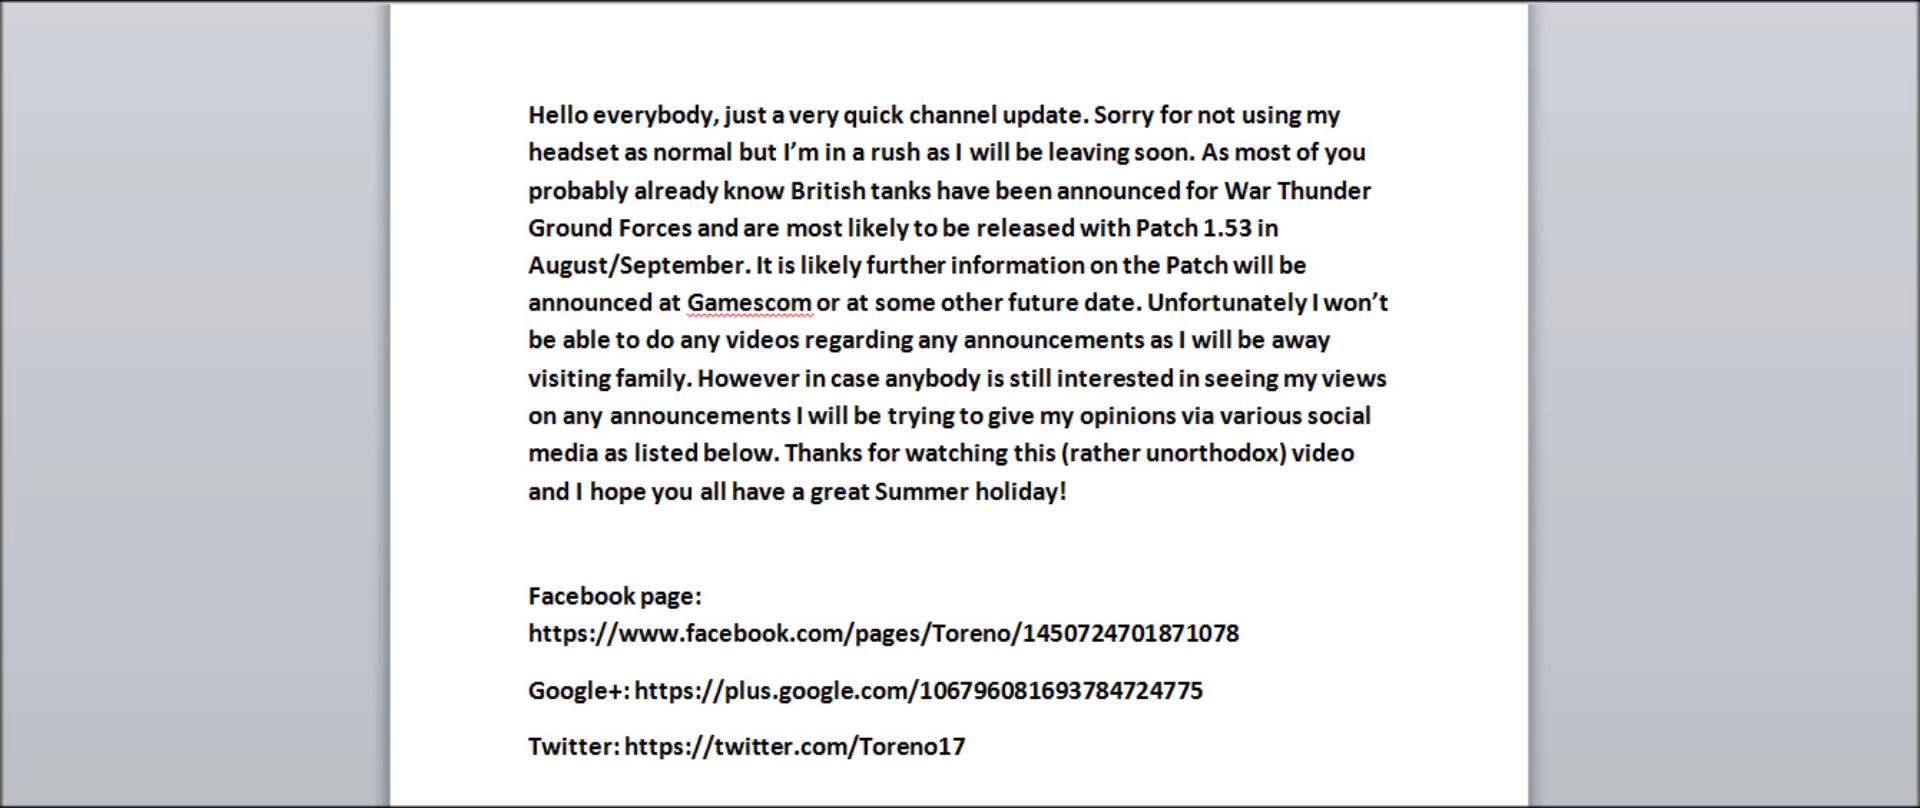 Hello everybody, just a very quick channel update. Sorry for not using my
headset as normal but I’m in a rush as I will be leaving soon. As most of you
probably already know British tanks have been announced for War Thunder
Ground Forces and are most likely to be released with Patch 1.53 in
August/September. It is likely further information on the Patch will be
announced at Gamescom or at some other future date. Unfortunately I won’t
be able to do any videos regarding any announcements as I will be away
visiting family. However in case anybody is still interested in seeing my views
on any announcements I will be trying to give my opinions via various social
media as listed below. Thanks for watching this (rather unorthodox) video
and I hope you all have a great Summer holiday!
Facebook page:
https://www.facebook.com/pages/Toreno/1450724701871078
Google+: https://plus.google.com/106796081693784724775
Twitter: https://twitter.com/Toreno17